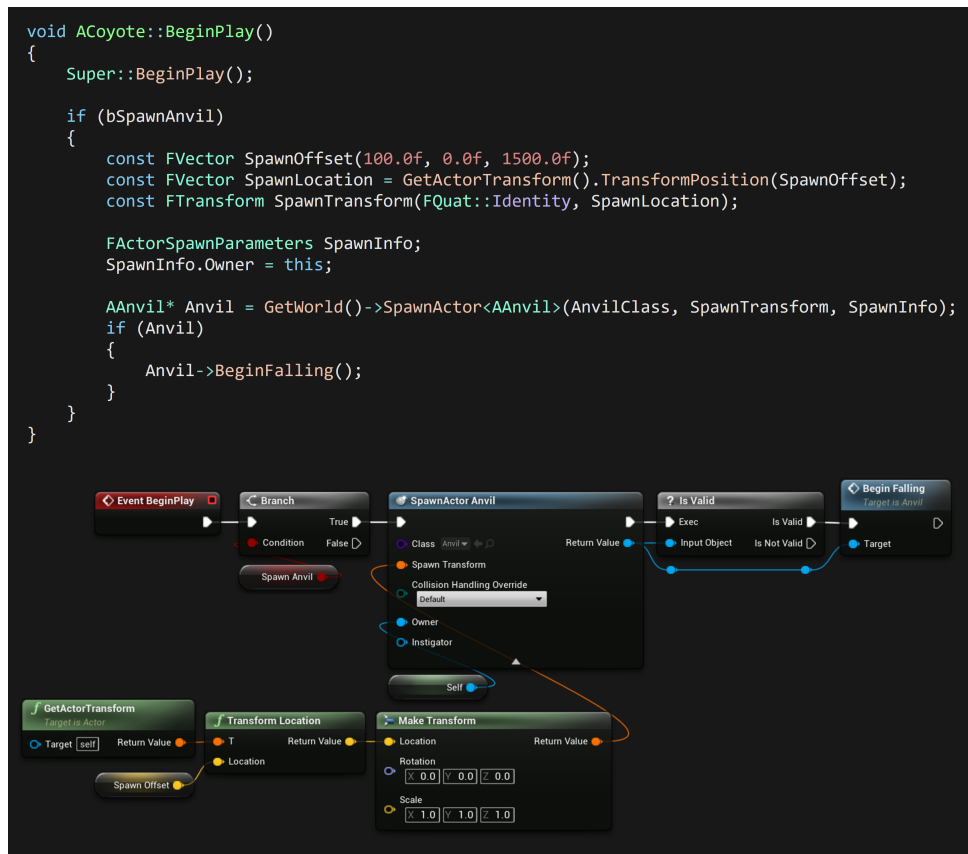 void ACoyote::BeginPlay()
{
    Super::BeginPlay();

    if (bSpawnAnvil)
    {
        const FVector SpawnOffset(100.0f, 0.0f, 1500.0f);
        const FVector SpawnLocation = GetActorTransform().TransformPosition(SpawnOffset);
        const FTransform SpawnTransform(FQuat::Identity, SpawnLocation);

        FActorSpawnParameters SpawnInfo;
        SpawnInfo.Owner = this;

        AAnvil* Anvil = GetWorld()->SpawnActor<AAnvil>(AnvilClass, SpawnTransform, SpawnInfo);
        if (Anvil)
        {
            Anvil->BeginFalling();
        }
    }
}
Event BeginPlay
Branch
True
Condition
False
Spawn Anvil
SpawnActor Anvil
Class Anvil
Return Value
Spawn Transform
Collision Handling Override
Default
Owner
Instigator
Self
? Is Valid
Exec
Is Valid
Input Object
Is Not Valid
Begin Falling
Target is Anvil
Target
f GetActorTransform
Target is Actor
Target self
Return Value
Spawn Offset
f Transform Location
T
Return Value
Location
Make Transform
Location
Return Value
Rotation
X 0.0 Y 0.0 Z 0.0
Scale
X 1.0 Y 1.0 Z 1.0